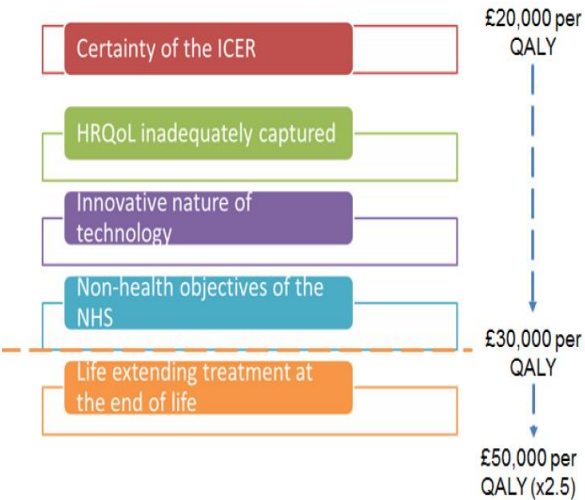 Certainty of the ICER
HRQoL inadequately captured
Innovative nature of
technology
Non-health objectives of the
NHS
Life extending treatment at
the end of life
£20,000 per
QALY
£30,000 per
QALY
£50,000 per
QALY (x2.5)